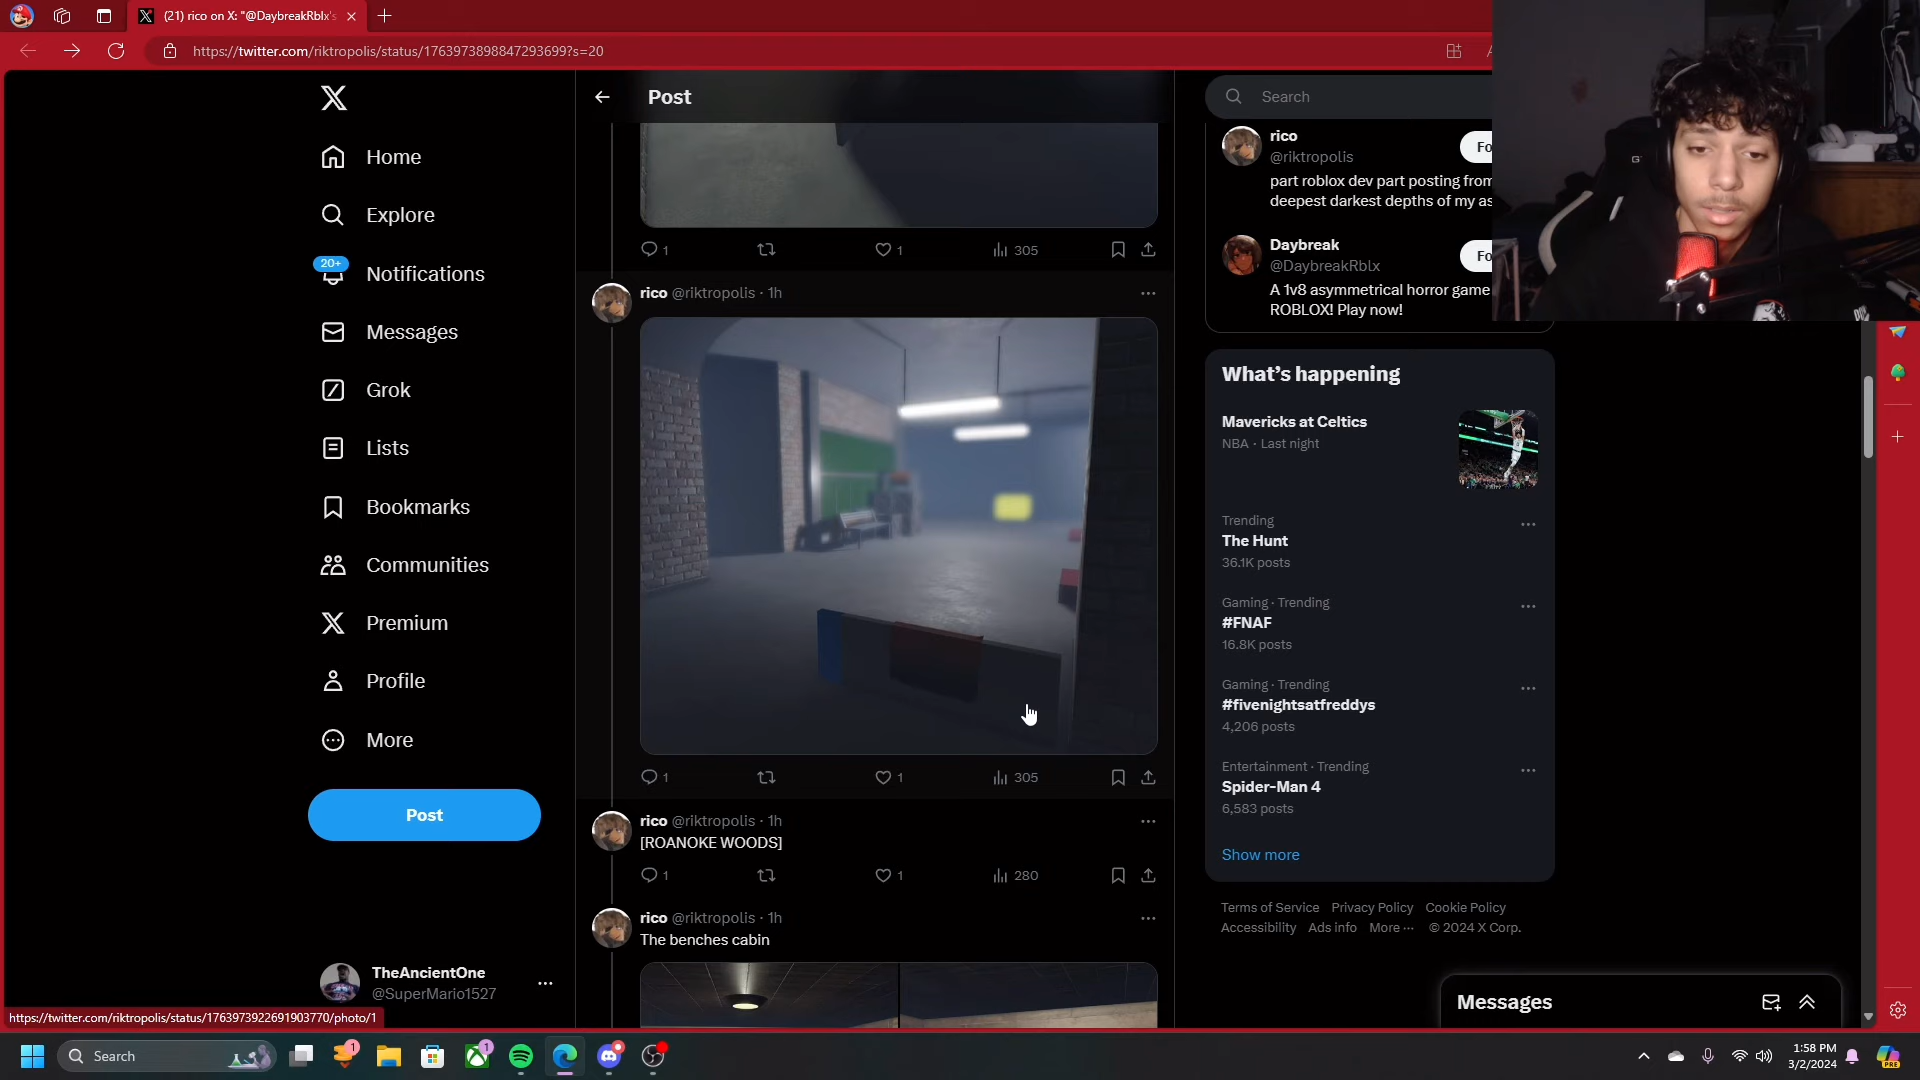 (21) rico on X: "@DaybreakRblx's
https://twitter.com/riktropolis/status/1763973898847293699?s=20
Post
Search
Home
Explore
20+
Notifications
Messages
Grok
Lists
Bookmarks
Communities
Premium
Profile
More
Post
TheAncientOne
@SuperMario1527
https://twitter.com/riktropolis/status/1763973922691903770/photo/1
1
1
305
rico @riktropolis · 1h
1
1
305
rico @riktropolis · 1h
[ROANOKE WOODS]
1
1
280
rico @riktropolis · 1h
The benches cabin
rico
@riktropolis
Fo
part roblox dev part posting from
deepest darkest depths of my as
Daybreak
@DaybreakRblx
Fo
A 1v8 asymmetrical horror game
ROBLOX! Play now!
What's happening
Mavericks at Celtics
NBA · Last night
Trending
The Hunt
36.1K posts
Gaming · Trending
#FNAF
16.8K posts
Gaming · Trending
#fivenightsatfreddys
4,206 posts
Entertainment · Trending
Spider-Man 4
6,583 posts
Show more
Terms of Service Privacy Policy Cookie Policy
Accessibility Ads info More ··· © 2024 X Corp.
Messages
Search
1
1
1:58 PM
3/2/2024
PRE